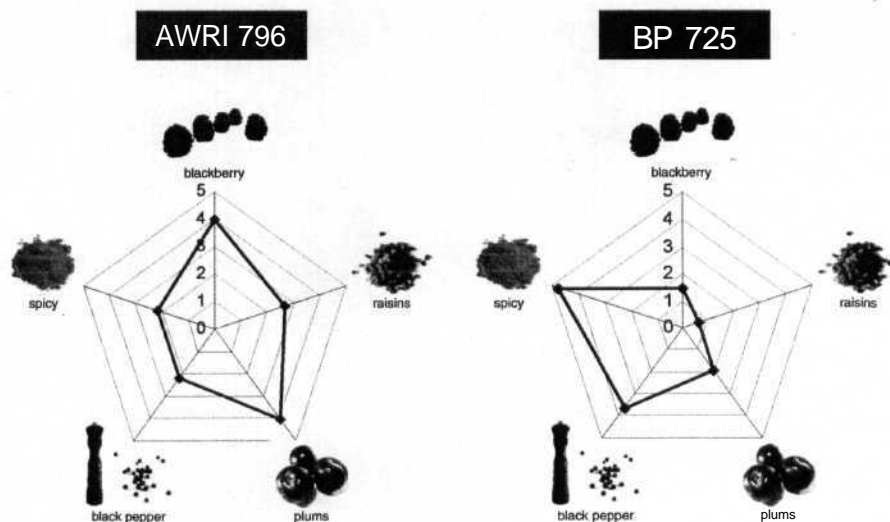 AWRI 796
blackberry
5
4
3
2
1
0
spicy
raisins
black pepper
plums
BP 725
blackberry
5
4
3
2
1
0
spicy
raisins
black pepper
plums